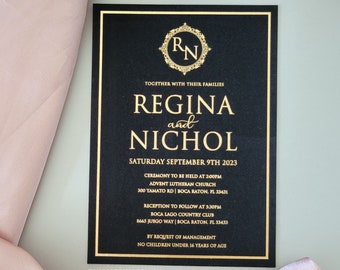 RN
TOGETHER WITH THEIR FAMILIES
REGINA
and
NICHOL
SATURDAY SEPTEMBER 9TH 2023
CEREMONY TO BE HELD AT 2:00PM
ADVENT LUTHERAN CHURCH
300 YAMATO RD | BOCA RATON, FL 33431
RECEPTION TO FOLLOW AT 5:30PM
BOCA LAGO COUNTRY CLUB
8665 JUEGO WAY | BOCA RATON, FL 33433
BY REQUEST OF MANAGEMENT
NO CHILDREN UNDER 16 YEARS OF AGE